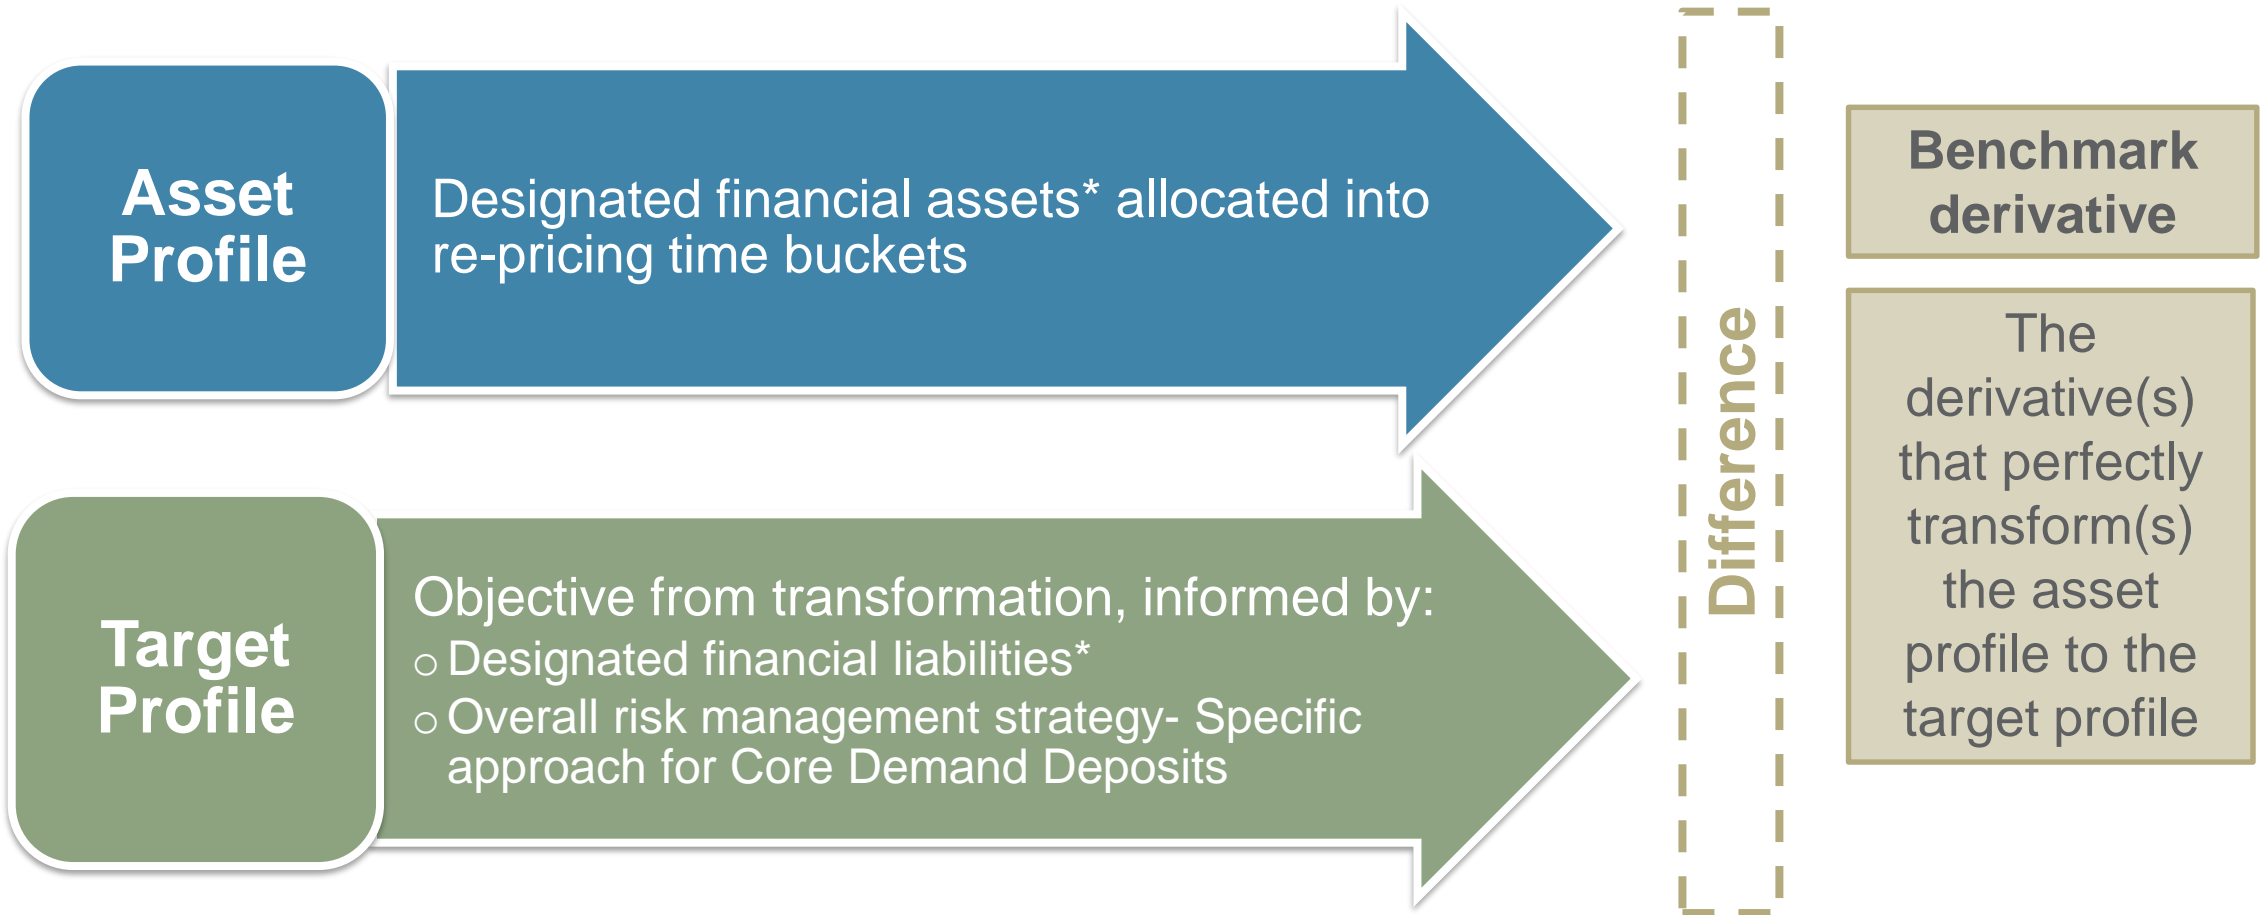 Asset
Profile
Designated financial assets* allocated into
re-pricing time buckets
Target
Profile
Objective from transformation, informed by:
o Designated financial liabilities*
o Overall risk management strategy- Specific
approach for Core Demand Deposits
Difference
Benchmark
derivative
The
derivative(s)
that perfectly
transform(s)
the asset
profile to the
target profile